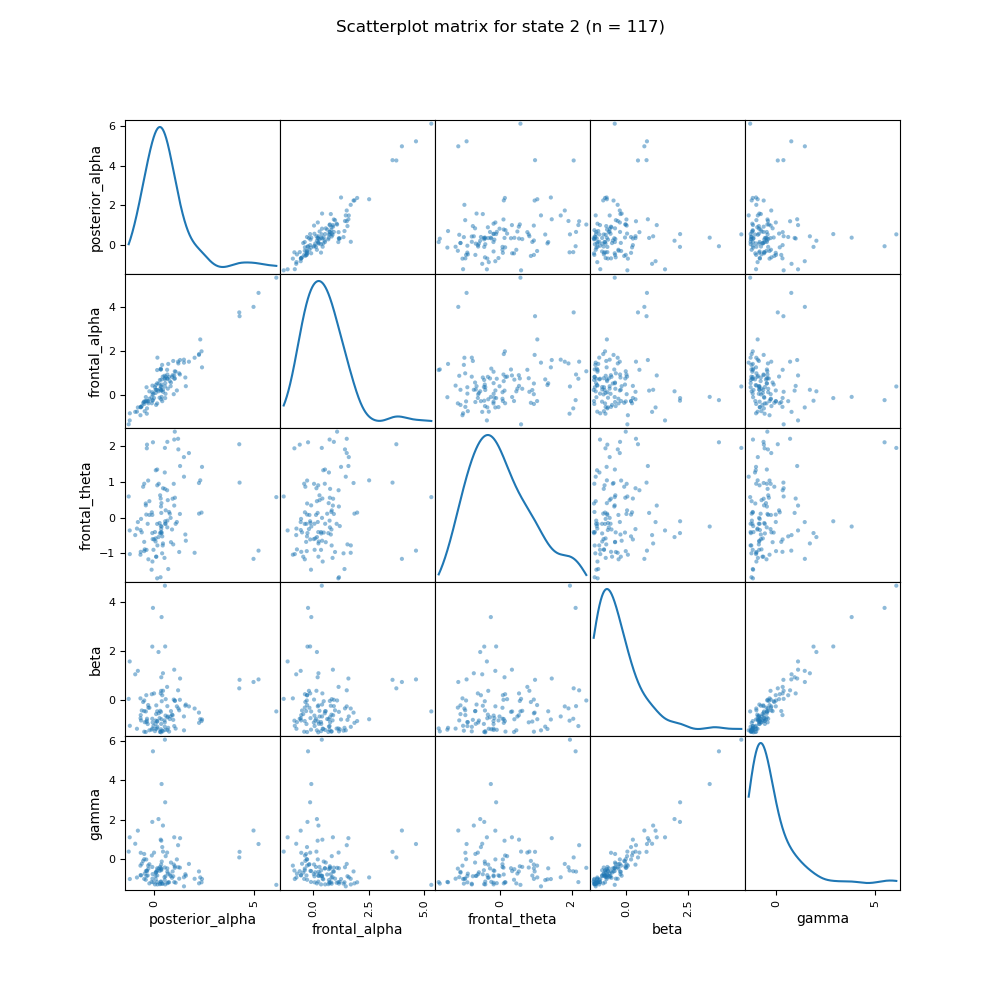 Scatterplot matrix for state 2 (n = 117)
posterior_alpha
6
4
2
0
frontal_alpha
4
2
0
frontal_theta
2
1
0
−1
beta
4
2
0
gamma
6
4
2
0
0 5 0.0 2.5 5.0 0 2 0.0 2.5 0 5
posterior_alpha frontal_alpha frontal_theta beta gamma